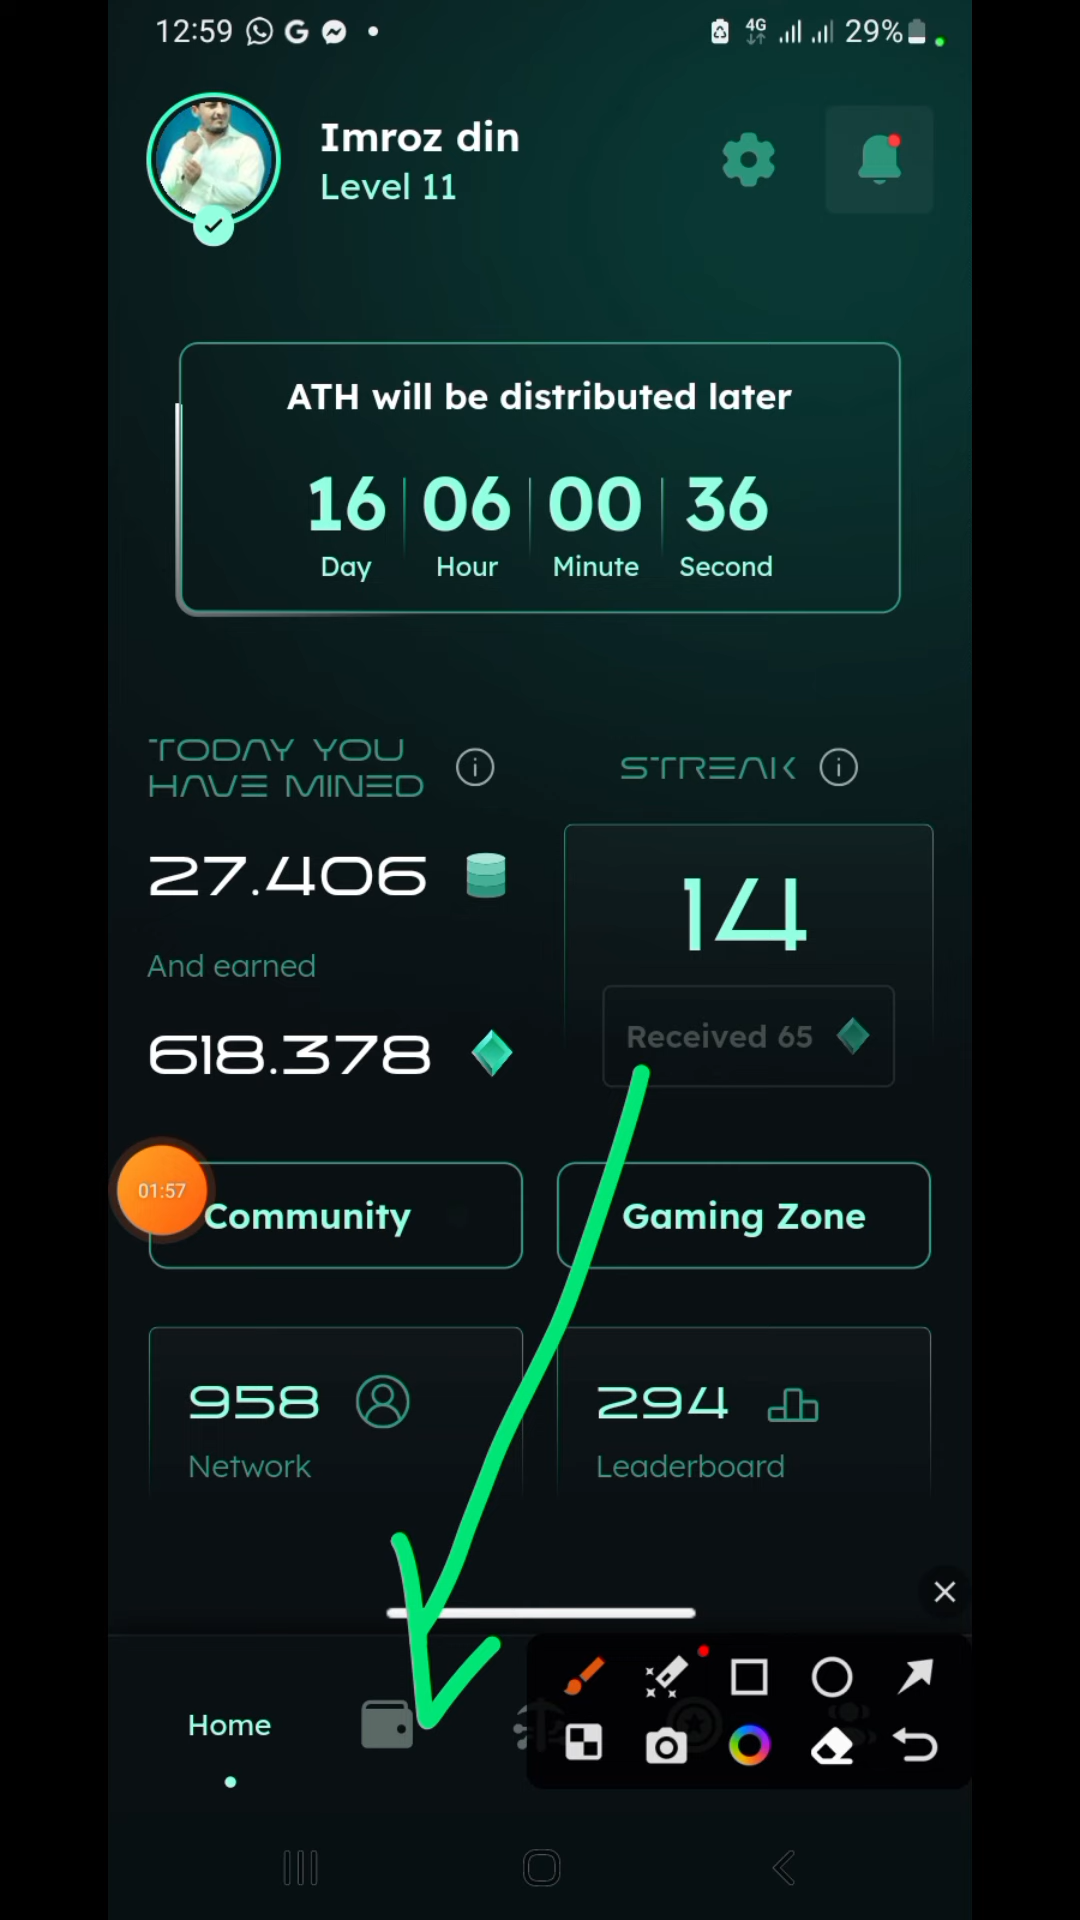 12:59
4G
29%
Imroz din
Level 11
ATH will be distributed later
16 06 00 36
Day Hour Minute Second
TODAY YOU
HAVE MINED
STREAK
27.406
14
And earned
618.378
Received 65
01:57
Community
Gaming Zone
958
294
Network
Leaderboard
Home